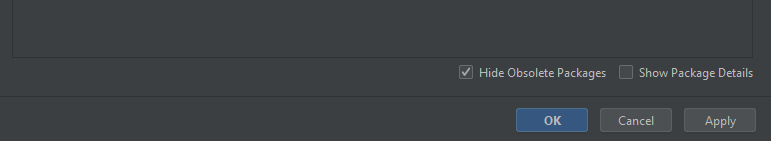 Hide Obsolete Packages Show Package Details
OK Cancel Apply